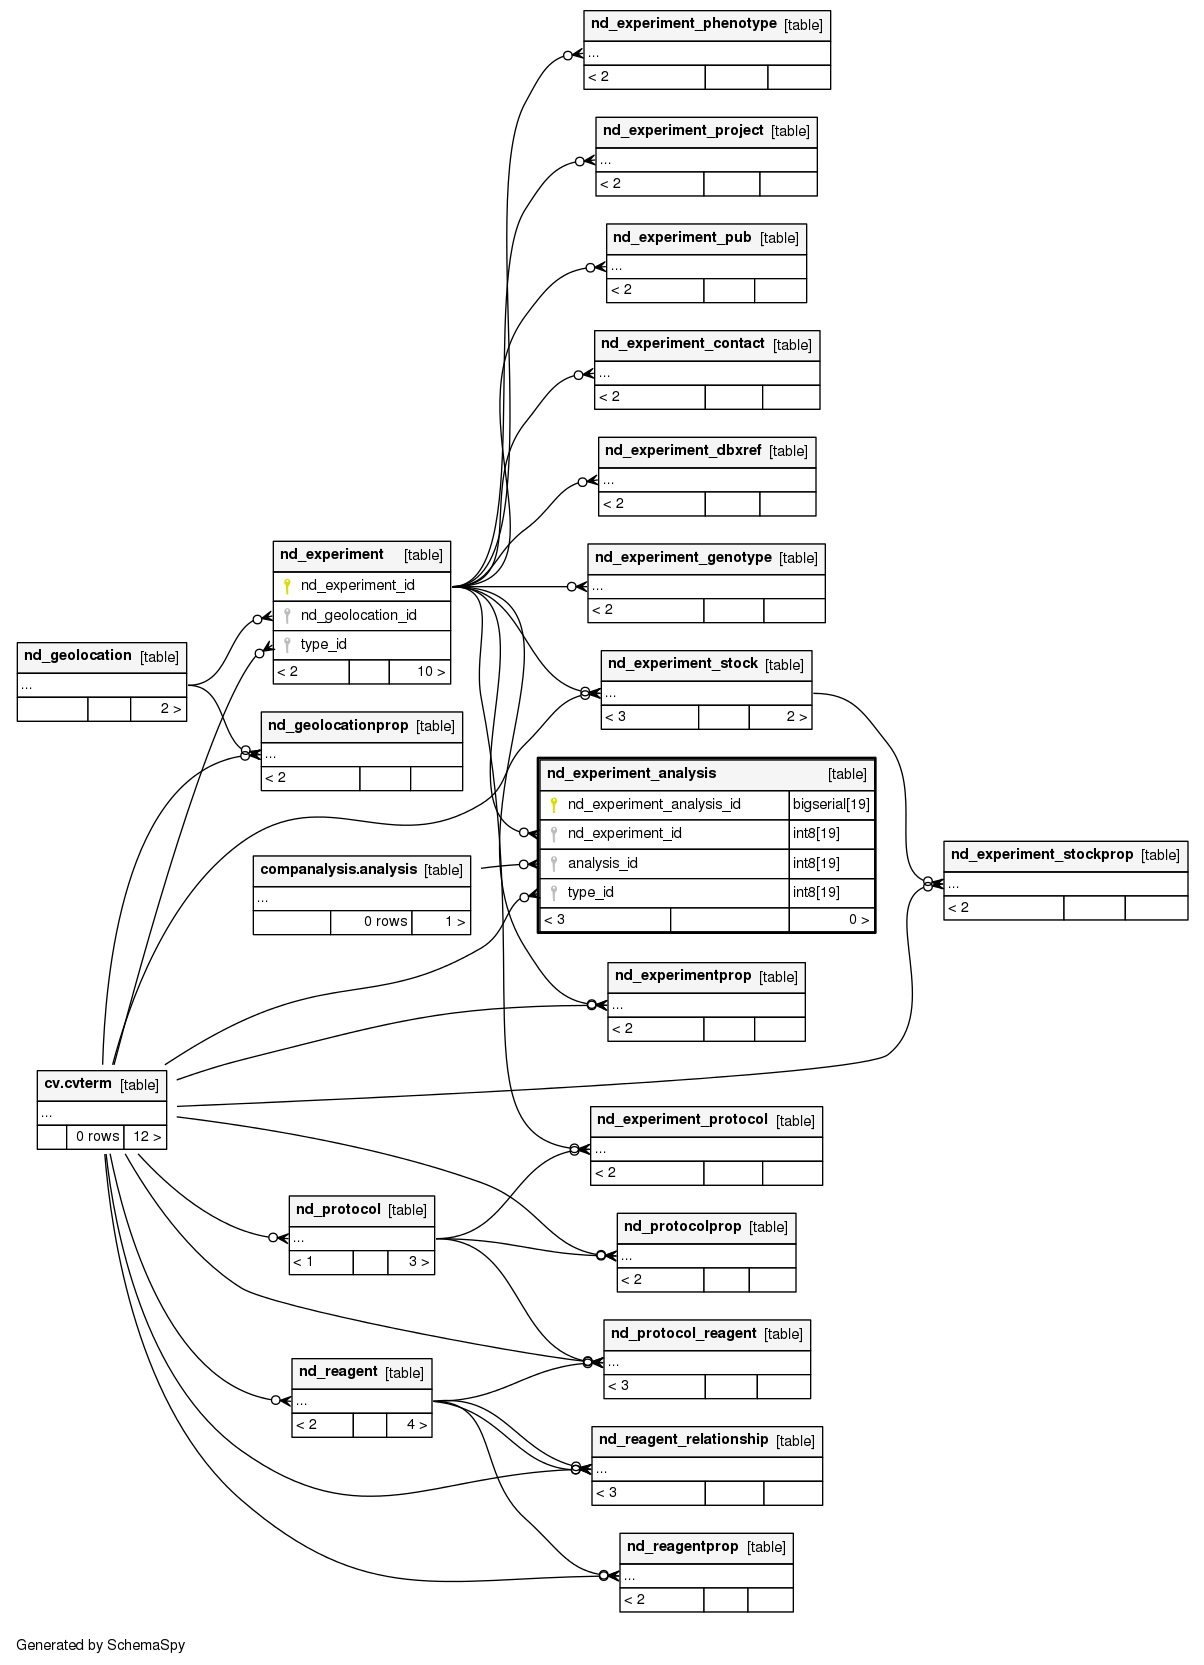 nd_experiment_phenotype [table]
...
< 2
nd_experiment_project [table]
...
< 2
nd_experiment_pub [table]
...
< 2
nd_experiment_contact [table]
...
< 2
nd_experiment_dbxref [table]
...
< 2
nd_experiment_genotype [table]
...
< 2
nd_experiment [table]
nd_experiment_id
nd_geolocation_id
type_id
< 2 10 >
nd_geolocation [table]
...
2 >
nd_experiment_stock [table]
...
< 3 2 >
nd_geolocationprop [table]
...
< 2
nd_experiment_analysis [table]
nd_experiment_analysis_id bigserial[19]
nd_experiment_id int8[19]
analysis_id int8[19]
type_id int8[19]
< 3 0 >
companalysis.analysis [table]
...
0 rows 1 >
nd_experiment_stockprop [table]
...
< 2
nd_experimentprop [table]
...
< 2
cv.cvterm [table]
...
0 rows 12 >
nd_experiment_protocol [table]
...
< 2
nd_protocol [table]
...
< 1 3 >
nd_protocolprop [table]
...
< 2
nd_protocol_reagent [table]
...
< 3
nd_reagent [table]
...
< 2 4 >
nd_reagent_relationship [table]
...
< 3
nd_reagentprop [table]
...
< 2
Generated by SchemaSpy